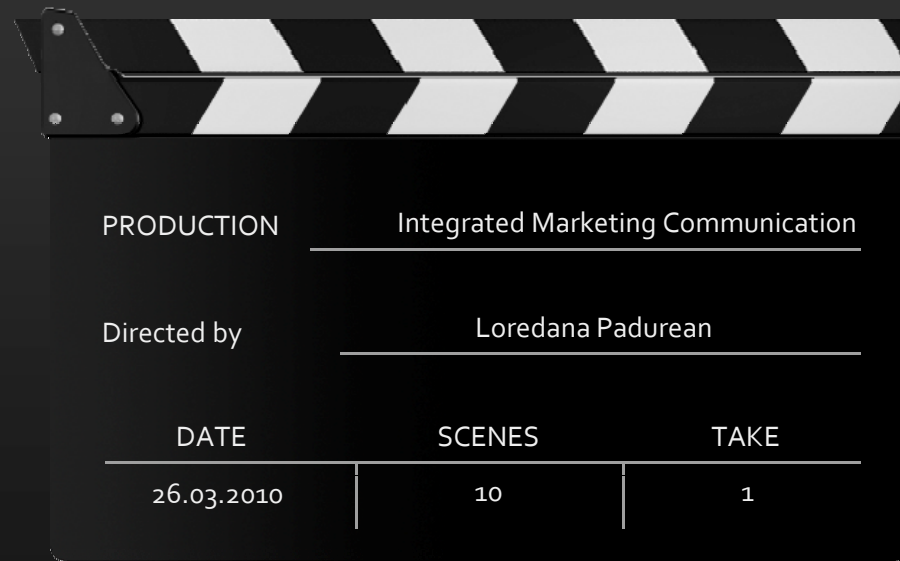 PRODUCTION Integrated Marketing Communication
Directed by Loredana Padurean
DATE SCENES TAKE
26.03.2010 10 1